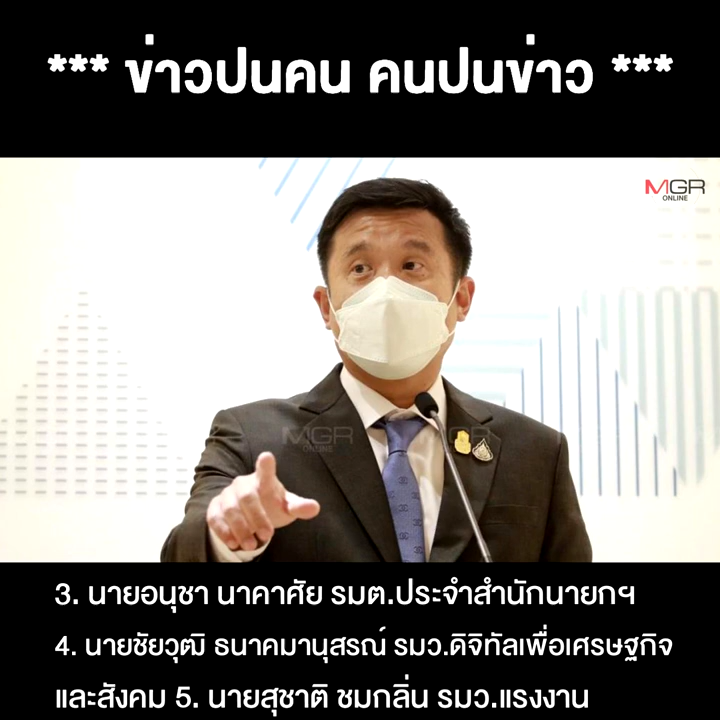 *** ข่าวปนคน คนปนข่าว ***
MGR
ONLINE
MGR
ONLINE
3. นายอนุชา นาคาศัย รมต.ประจำสำนักนายกฯ
4. นายชัยวุฒิ ธนาคมานุสรณ์ รมว.ดิจิทัลเพื่อเศรษฐกิจ
และสังคม 5. นายสุชาติ ชมกลิ่น รมว.แรงงาน